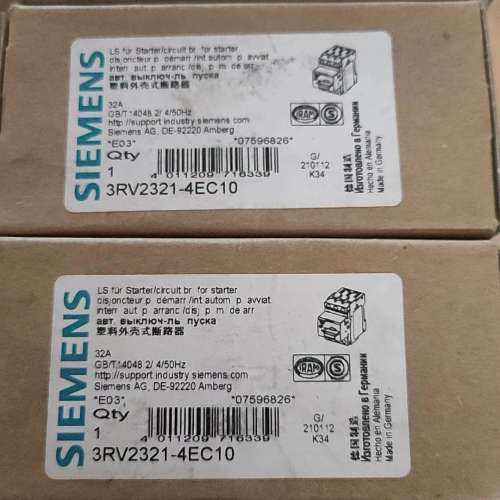 SIEMENS
LS für Starter/circuit br. for starter
disjoncteur p. démarr./int.autom. p. avviat.
interr. aut. p. arranc./disj. p. m. de arr.
авт. выключ-ль пуска
塑料外壳式断路器
32A
GB/T14048.2/.4/50Hz
http://support.industry.siemens.com
Siemens AG, DE-92220 Amberg
*E03*
*07596826*
Qty
1
4 011209 716339
3RV2321-4EC10
IRAM
S
G/
210112
K34
德国制造
Изготовлено в Германии
Hecho en Alemania
Made in Germany
SIEMENS
LS für Starter/circuit br. for starter
disjoncteur p. démarr./int.autom. p. avviat.
interr. aut. p. arranc./disj. p. m. de arr.
авт. выключ-ль пуска
塑料外壳式断路器
32A
GB/T14048.2/.4/50Hz
http://support.industry.siemens.com
Siemens AG, DE-92220 Amberg
*E03*
*07596826*
Qty
1
4 011209 716339
3RV2321-4EC10
IRAM
S
G/
210112
K34
德国制造
Изготовлено в Германии
Hecho en Alemania
Made in Germany